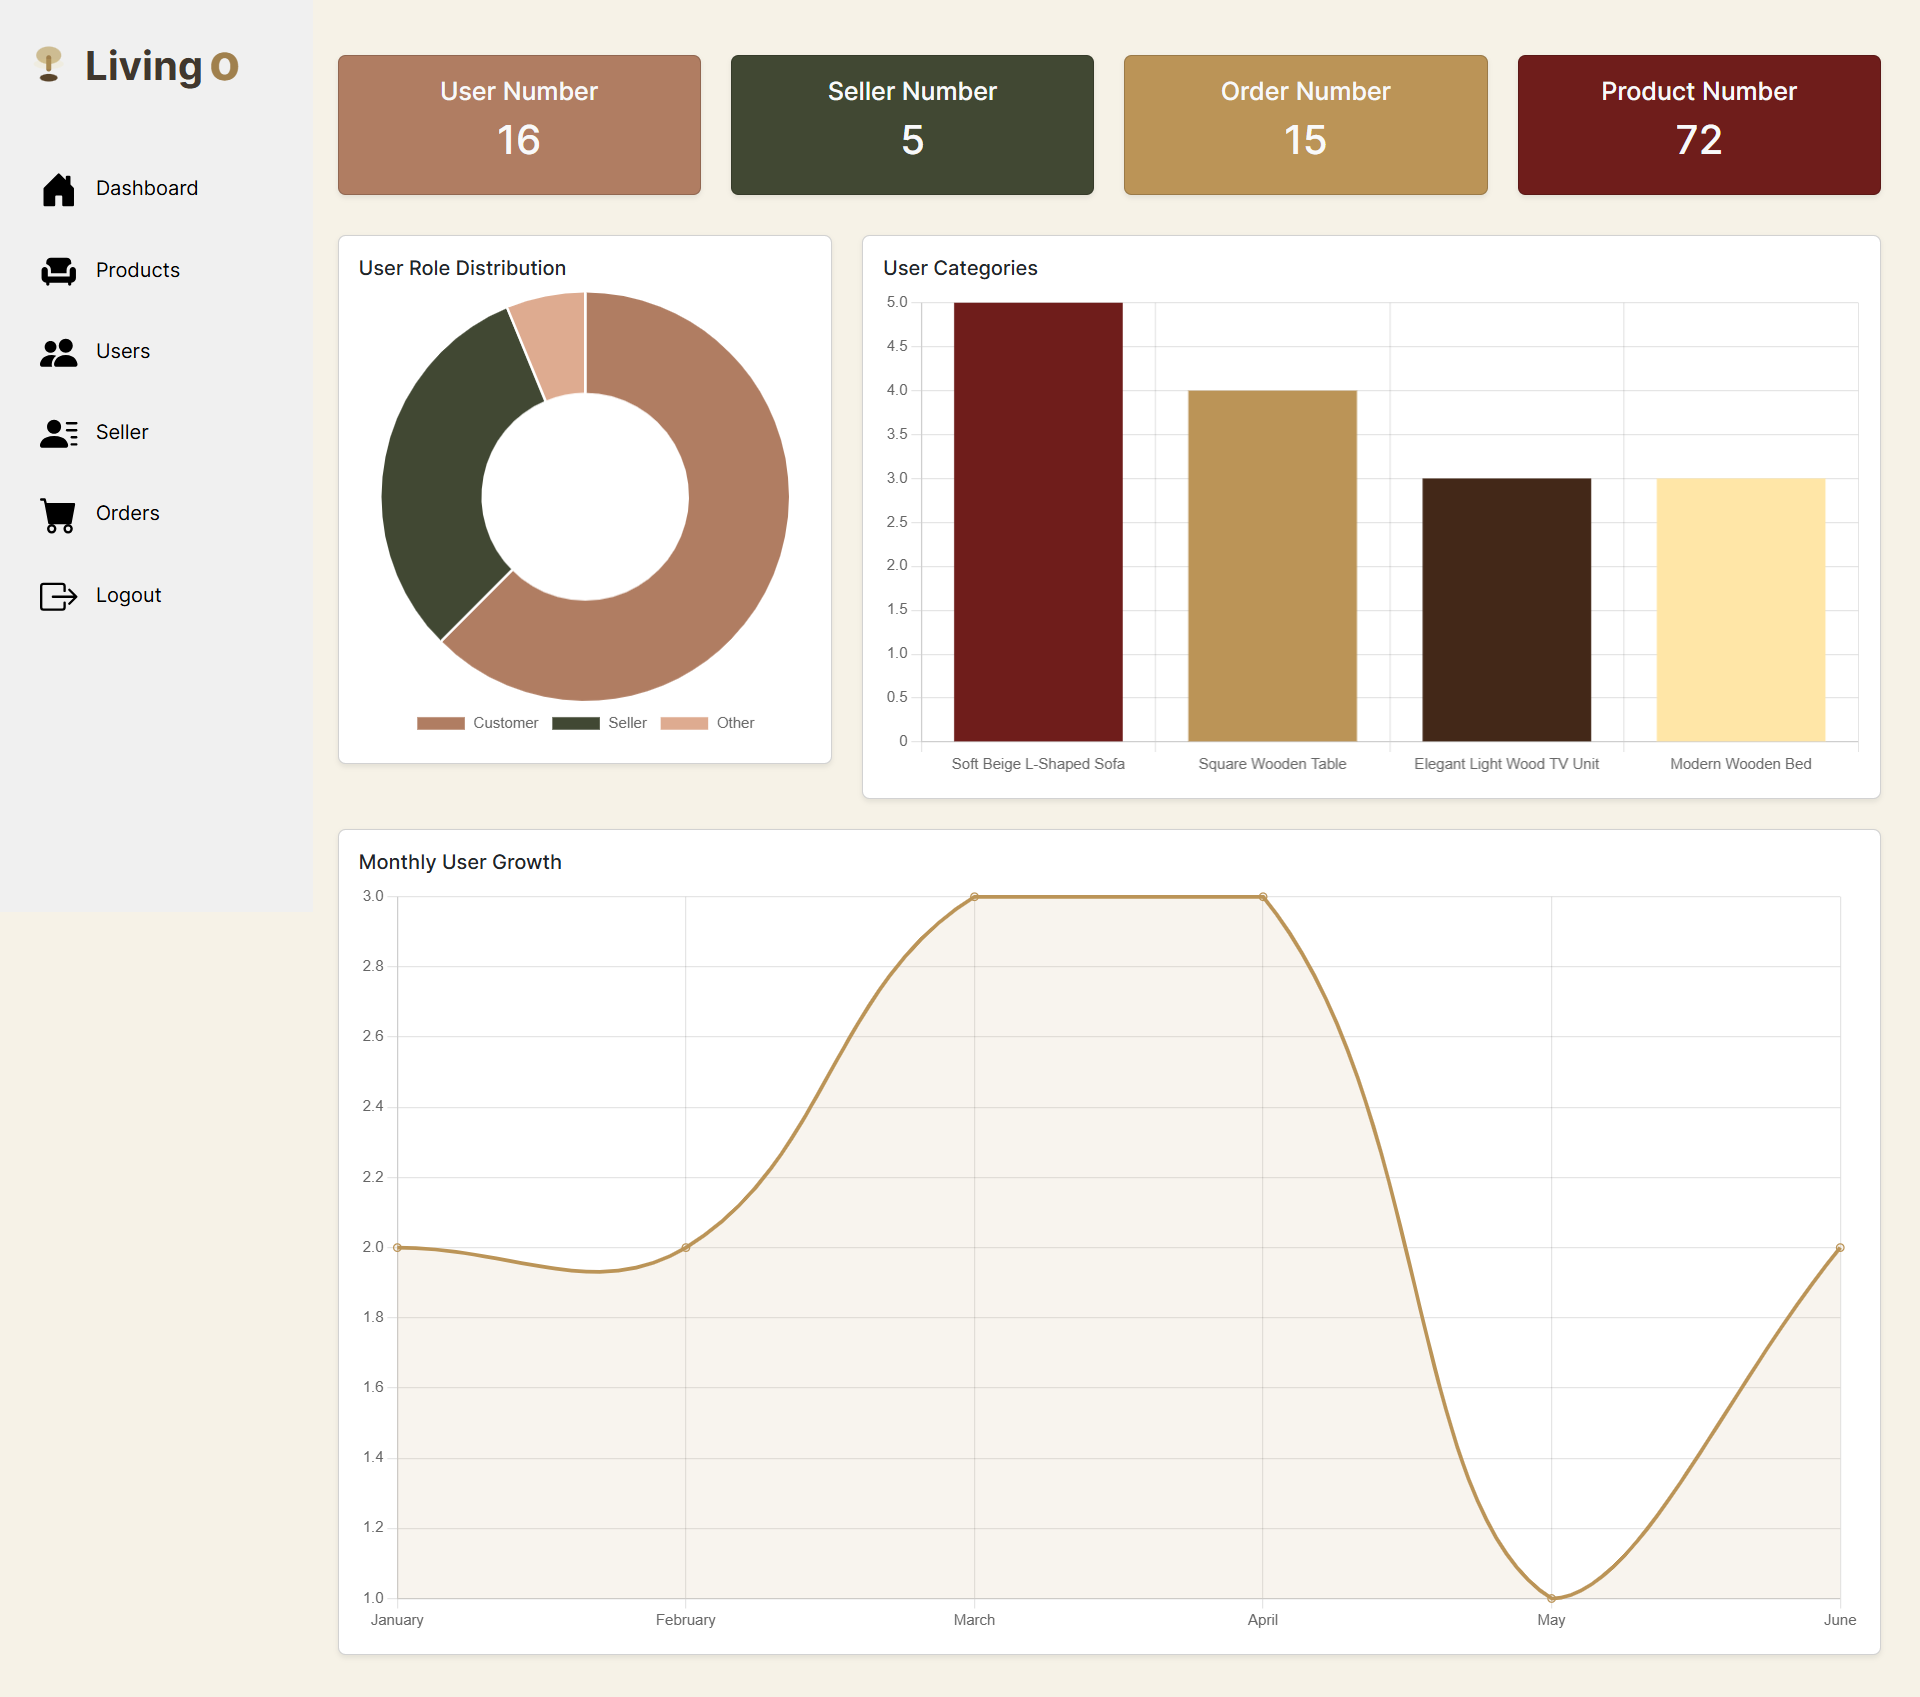 Living O
Dashboard
Products
Users
Seller
Orders
Logout
User Number
16
Seller Number
5
Order Number
15
Product Number
72
User Role Distribution
Customer
Seller
Other
User Categories
5.0
4.5
4.0
3.5
3.0
2.5
2.0
1.5
1.0
0.5
0
Soft Beige L-Shaped Sofa
Square Wooden Table
Elegant Light Wood TV Unit
Modern Wooden Bed
Monthly User Growth
3.0
2.8
2.6
2.4
2.2
2.0
1.8
1.6
1.4
1.2
1.0
January
February
March
April
May
June